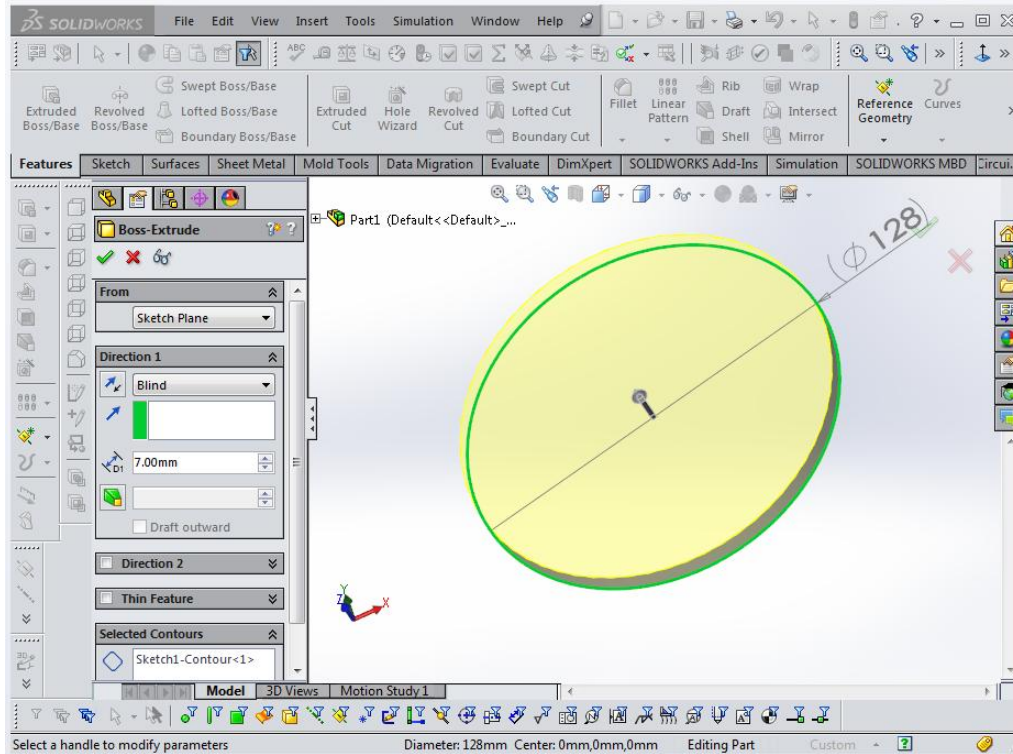 SOLIDWORKS File Edit View Insert Tools Simulation Window Help
ABC
Extruded Boss/Base
Revolved Boss/Base
Swept Boss/Base
Lofted Boss/Base
Boundary Boss/Base
Extruded Cut
Hole Wizard
Revolved Cut
Swept Cut
Lofted Cut
Boundary Cut
Fillet
Linear Pattern
Rib
Draft
Shell
Wrap
Intersect
Mirror
Reference Geometry
Curves
Features Sketch Surfaces Sheet Metal Mold Tools Data Migration Evaluate DimXpert SOLIDWORKS Add-Ins Simulation SOLIDWORKS MBD Circui.
Part1 (Default<<Default>_...
Boss-Extrude
From
Sketch Plane
Direction 1
Blind
D1 7.00mm
Draft outward
Direction 2
Thin Feature
Selected Contours
Sketch1-Contour<1>
(Φ 128)
Y
Z
X
3D
Model 3D Views Motion Study 1
Select a handle to modify parameters Diameter: 128mm Center: 0mm,0mm,0mm Editing Part Custom